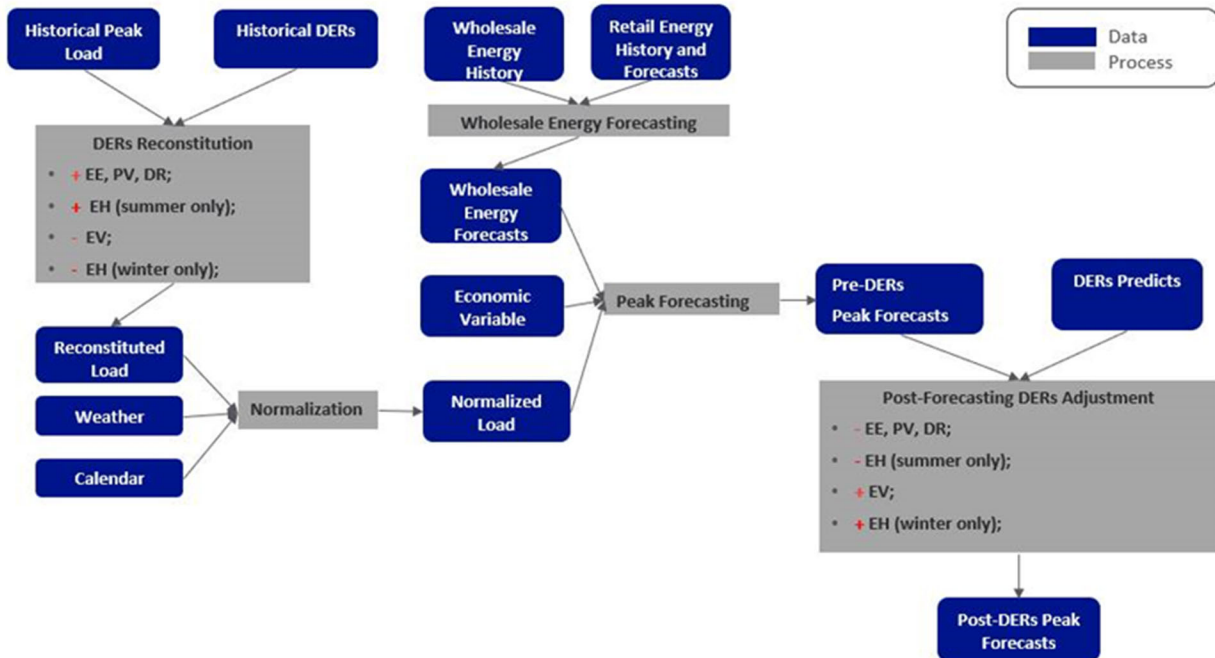 Historical Peak
Load
Historical DERs
Wholesale
Energy
History
Retail Energy
History and
Forecasts
Data
Process
DERs Reconstitution
• + EE, PV, DR;
• + EH (summer only);
• - EV;
• - EH (winter only);
Wholesale Energy Forecasting
Wholesale
Energy
Forecasts
Economic
Variable
Peak Forecasting
Pre-DERs
Peak Forecasts
DERs Predicts
Reconstituted
Load
Weather
Calendar
Normalization
Normalized
Load
Post-Forecasting DERs Adjustment
• - EE, PV, DR;
• - EH (summer only);
• + EV;
• + EH (winter only);
Post-DERs Peak
Forecasts